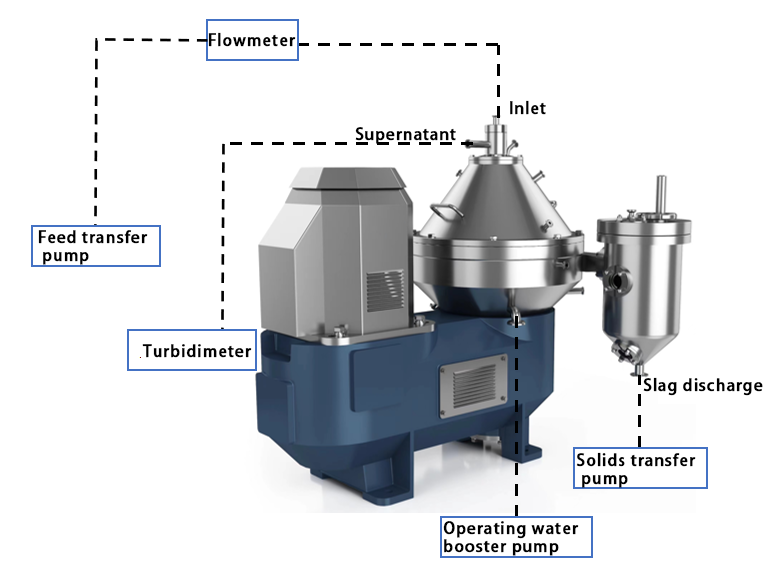 Flowmeter
Inlet
Supernatant
Feed transfer
pump
.Turbidimeter
Slag discharge
Solids transfer
pump
Operating water
booster pump